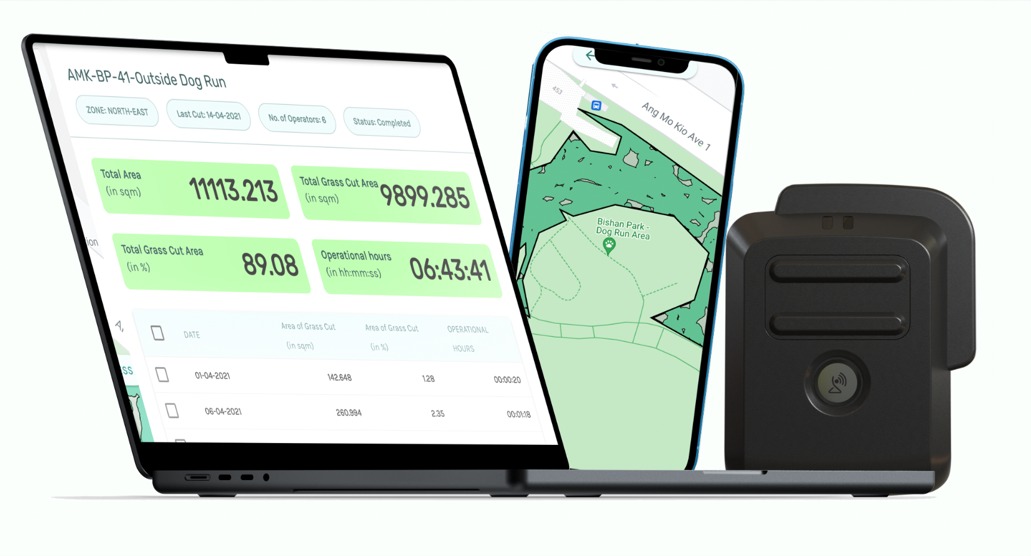 AMK-BP-41-Outside Dog Run
ZONE: NORTH-EAST
Last Cut: 14-04-2021
No. of Operators: 6
Status: Completed
Total Area
(in sqm)
11113.213
Total Grass Cut Area
(in sqm)
9899.285
Total Grass Cut Area
(in %)
89.08
Operational hours
(in hh:mm:ss)
06:43:41
DATE
Area of Grass Cut
(in sqm)
Area of Grass Cut
(in %)
OPERATIONAL
HOURS
01-04-2021
142.648
1.28
00:00:20
06-04-2021
260.994
2.35
00:01:18
ion
ss
453
Ang Mo Kio Ave 1
Bishan Park -
Dog Run Area